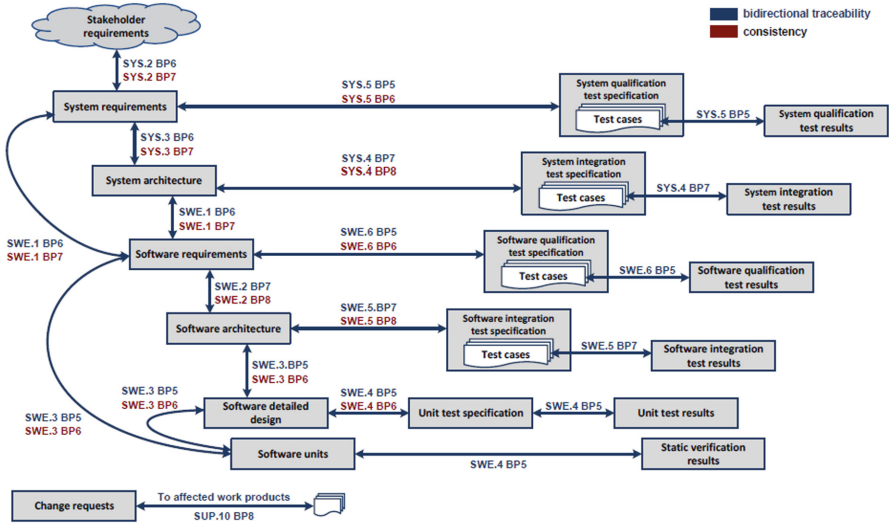 Stakeholder
requirements
bidirectional traceability
consistency
SYS.2 BP6
SYS.2 BP7
System requirements
SYS.5 BP5
SYS.5 BP6
System qualification
test specification
Test cases
SYS.5 BP5
System qualification
test results
SYS.3 BP6
SYS.3 BP7
System architecture
SYS.4 BP7
SYS.4 BP8
System integration
test specification
Test cases
SYS.4 BP7
System integration
test results
SWE.1 BP6
SWE.1 BP7
SWE.1 BP6
SWE.1 BP7
Software requirements
SWE.6 BP5
SWE.6 BP6
Software qualification
test specification
Test cases
SWE.6 BP5
Software qualification
test results
SWE.2 BP7
SWE.2 BP8
Software architecture
SWE.5.BP7
SWE.5 BP8
Software integration
test specification
Test cases
SWE.5 BP7
Software integration
test results
SWE.3.BP5
SWE.3 BP6
SWE.3 BP5
SWE.3 BP6
Software detailed
design
SWE.4 BP5
SWE.4 BP6
Unit test specification
SWE.4 BP5
Unit test results
SWE.3 BP5
SWE.3 BP6
Software units
SWE.4 BP5
Static verification
results
Change requests
To affected work products
SUP.10 BP8